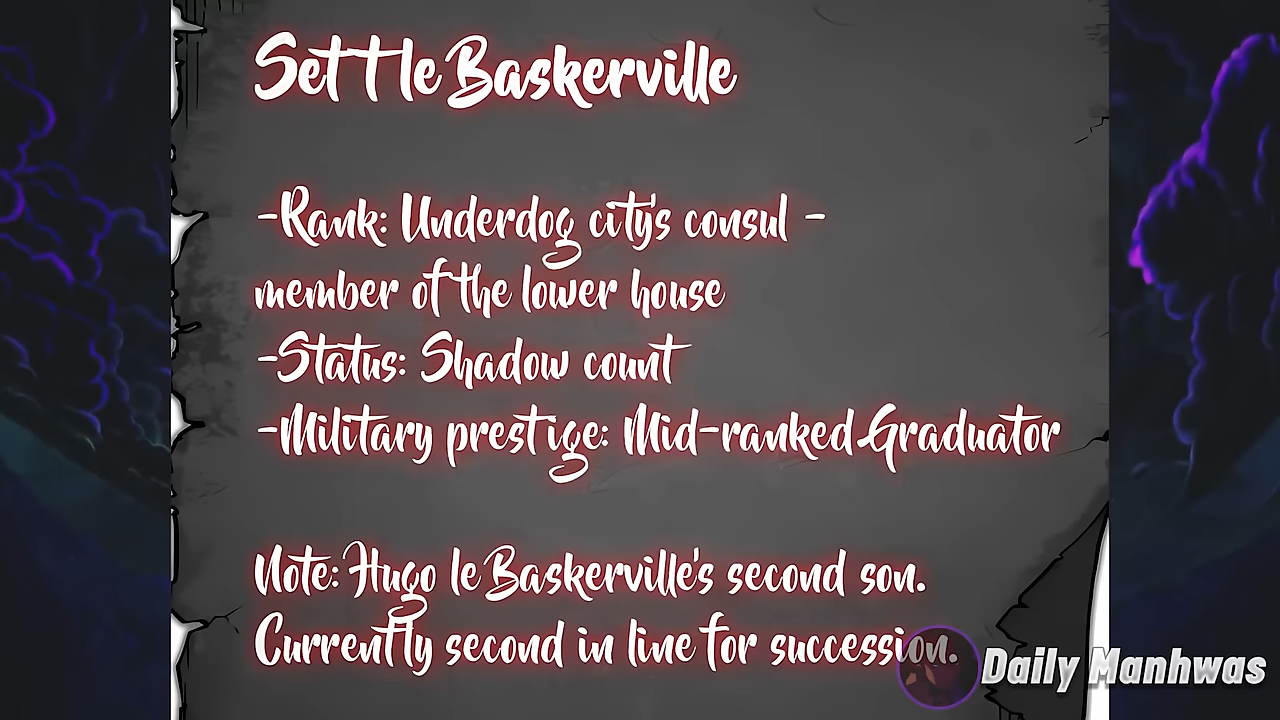 Set T le Baskerville
-Rank: Underdog city's consul -
member of the lower house
-Status: Shadow count
-Military prestige: Mid-ranked Graduator
Note: Hugo le Baskerville's second son.
Currently second in line for succession.
Daily Manhwas